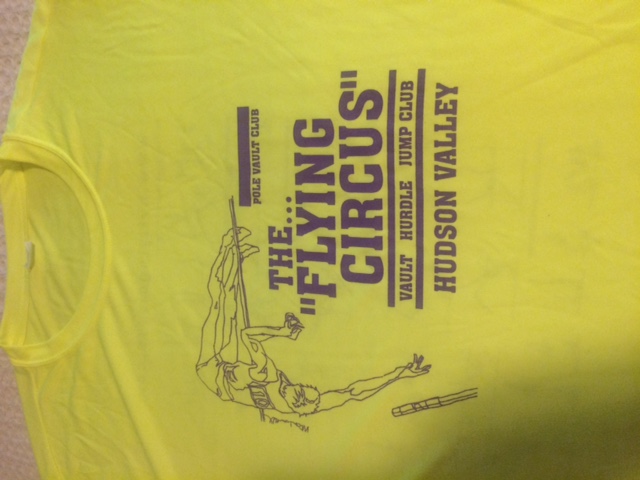 POLE VAULT CLUB
THE...
"FLYING
CIRCUS"
VAULT HURDLE JUMP CLUB
HUDSON VALLEY